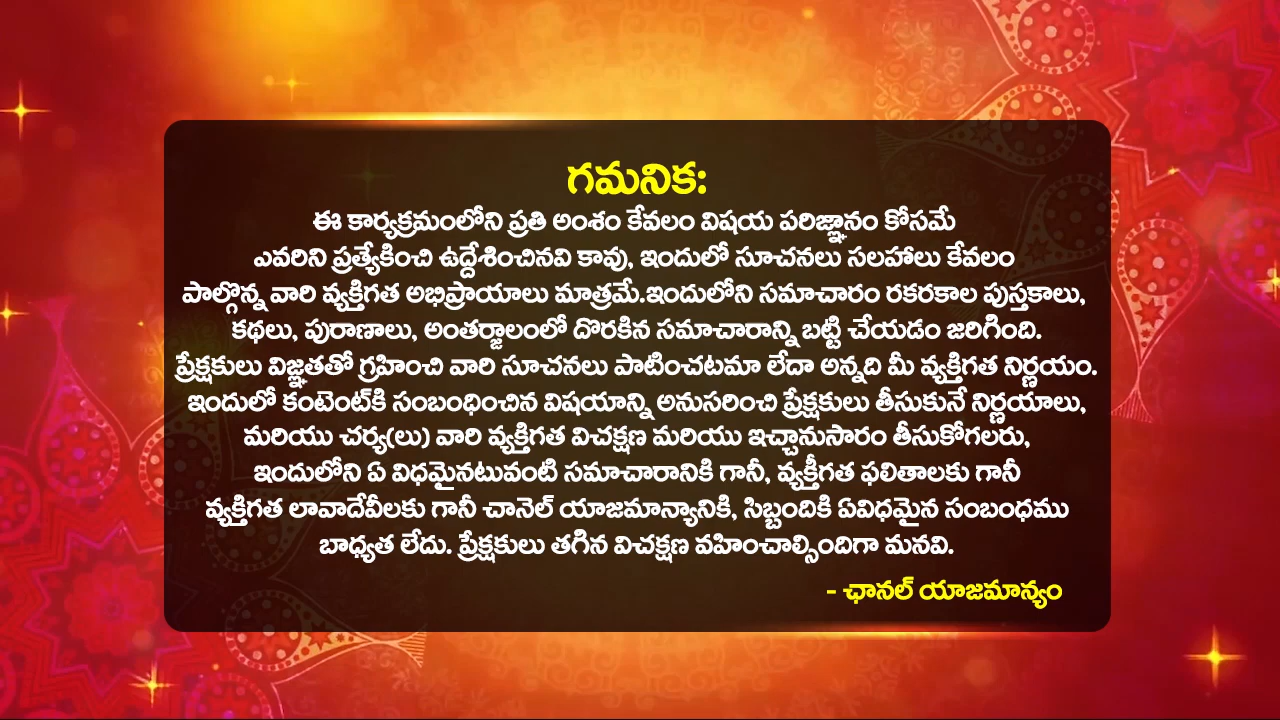 గమనిక:
ఈ కార్యక్రమంలోని ప్రతి అంశం కేవలం విషయ పరిజ్ఞానం కోసమే
ఎవరిని ప్రత్యేకించి ఉద్దేశించినవి కావు, ఇందులో సూచనలు సలహాలు కేవలం
పాల్గొన్న వారి వ్యక్తిగత అభిప్రాయాలు మాత్రమే.ఇందులోని సమాచారం రకరకాల పుస్తకాలు,
కథలు, పురాణాలు, అంతర్జాలంలో దొరకిన సమాచారాన్ని బట్టి చేయడం జరిగింది.
ప్రేక్షకులు విజ్ఞతతో గ్రహించి వారి సూచనలు పాటించటమా లేదా అన్నది మీ వ్యక్తిగత నిర్ణయం.
ఇందులో కంటెంట్‌కి సంబంధించిన విషయాన్ని అనుసరించి ప్రేక్షకులు తీసుకునే నిర్ణయాలు,
మరియు చర్య(లు) వారి వ్యక్తిగత విచక్షణ మరియు ఇచ్చానుసారం తీసుకోగలరు,
ఇందులోని ఏ విధమైనటువంటి సమాచారానికి గానీ, వ్యక్తీగత ఫలితాలకు గానీ
వ్యక్తిగత లావాదేవీలకు గానీ చానెల్ యాజమాన్యానికి, సిబ్బందికి ఏవిధమైన సంబంధము
బాధ్యత లేదు. ప్రేక్షకులు తగిన విచక్షణ వహించాల్సిందిగా మనవి.
- ఛానల్ యాజమాన్యం